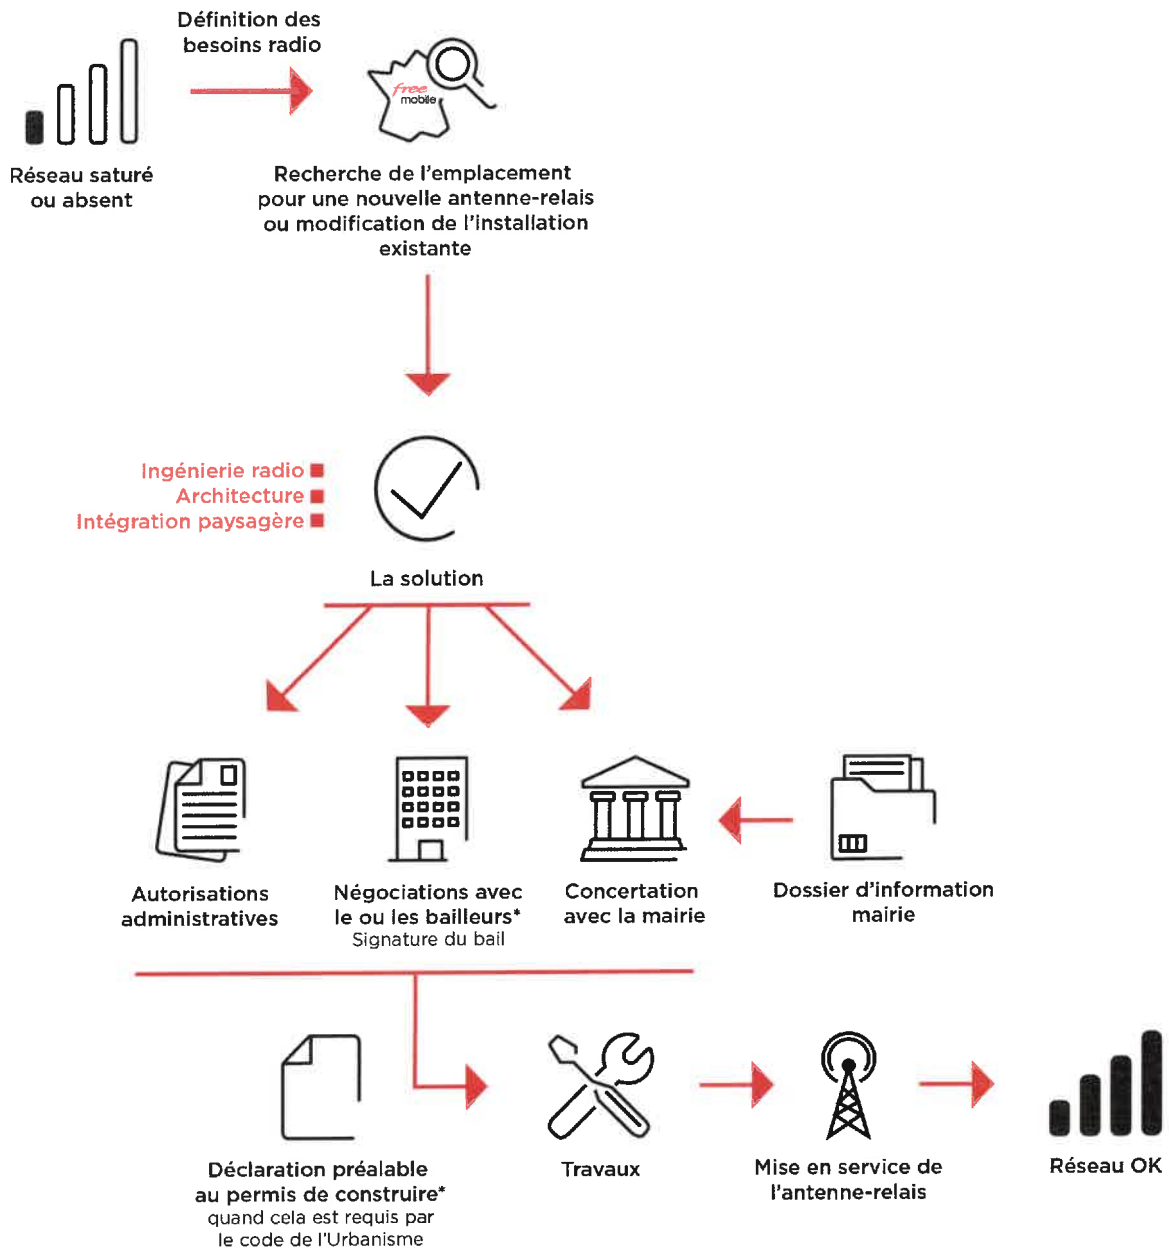 Définition des
besoins radio
free
mobile
Réseau saturé
ou absent
Recherche de l'emplacement
pour une nouvelle antenne-relais
ou modification de l'installation
existante
Ingénierie radio
Architecture
Intégration paysagère
La solution
Autorisations
administratives
Négociations avec
le ou les bailleurs*
Signature du bail
Concertation
avec la mairie
Dossier d'information
mairie
Déclaration préalable
au permis de construire*
quand cela est requis par
le code de l'Urbanisme
Travaux
Mise en service de
l'antenne-relais
Réseau OK